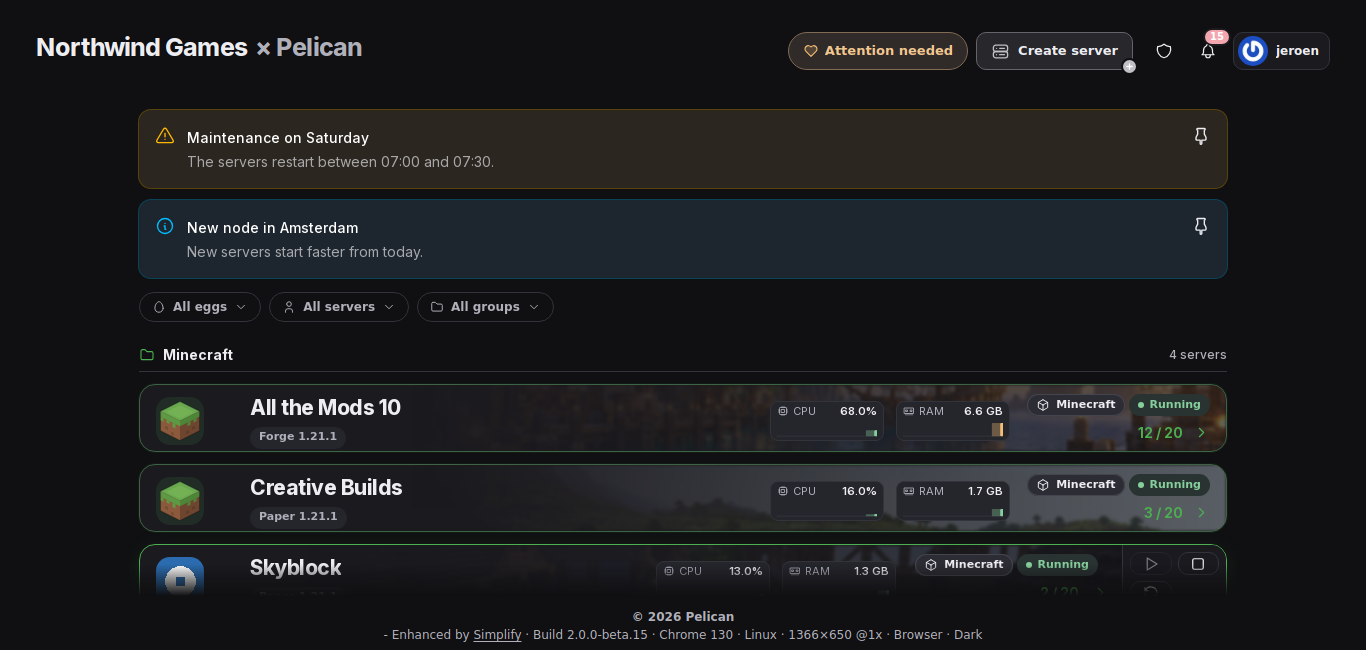 Northwind Games × Pelican
Attention needed
Create server
15
jeroen
Maintenance on Saturday
The servers restart between 07:00 and 07:30.
New node in Amsterdam
New servers start faster from today.
All eggs
All servers
All groups
Minecraft
4 servers
All the Mods 10
Forge 1.21.1
CPU 68.0%
RAM 6.6 GB
Minecraft
Running
12 / 20
Creative Builds
Paper 1.21.1
CPU 16.0%
RAM 1.7 GB
Minecraft
Running
3 / 20
Skyblock
CPU 13.0%
RAM 1.3 GB
Minecraft
Running
2 / 20
© 2026 Pelican
- Enhanced by Simplify · Build 2.0.0-beta.15 · Chrome 130 · Linux · 1366×650 @1x · Browser · Dark